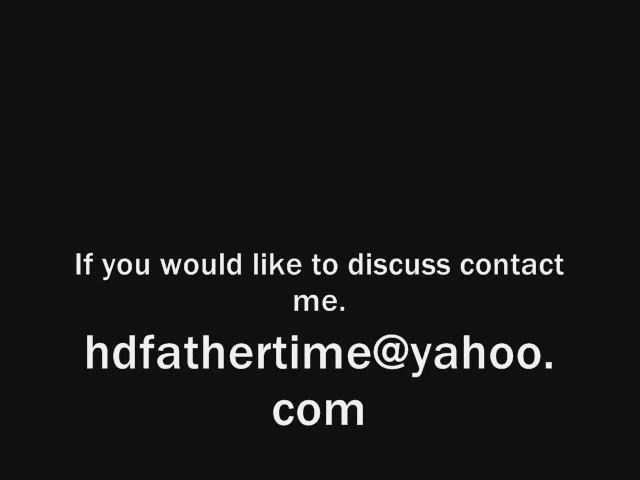 If you would like to discuss contact
me.
hdfathertime@yahoo.
com